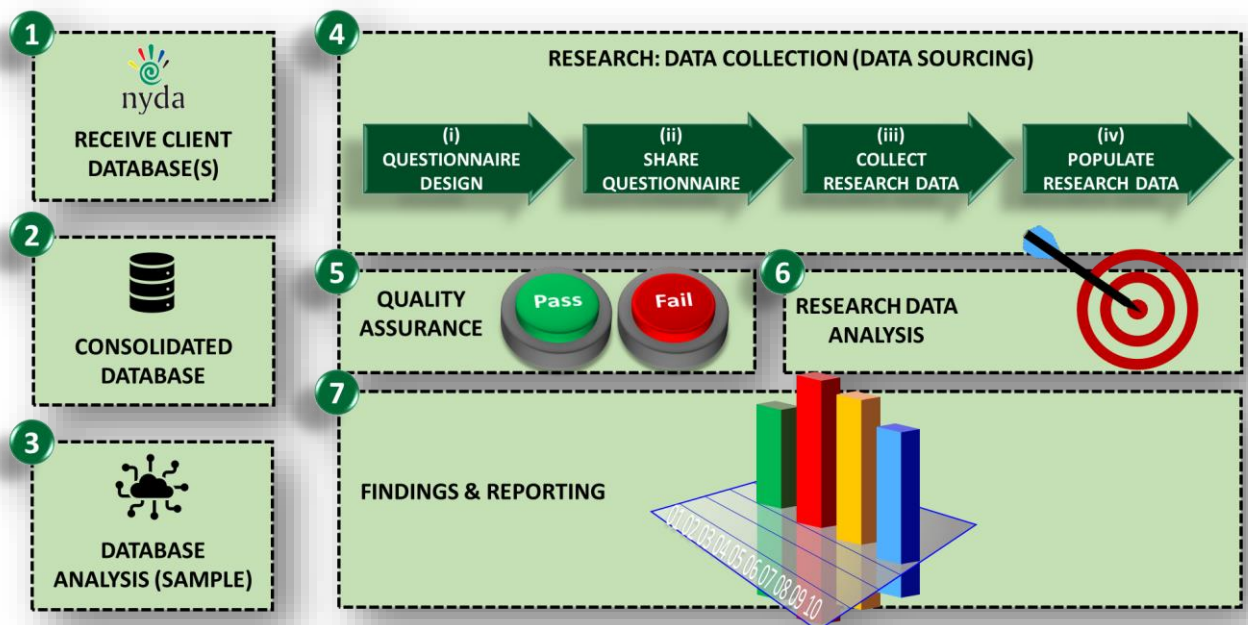 1
nyda
RECEIVE CLIENT
DATABASE(S)
2
CONSOLIDATED
DATABASE
3
DATABASE
ANALYSIS (SAMPLE)
4
RESEARCH: DATA COLLECTION (DATA SOURCING)
(i)
QUESTIONNAIRE
DESIGN
(ii)
SHARE
QUESTIONNAIRE
(iii)
COLLECT
RESEARCH DATA
(iv)
POPULATE
RESEARCH DATA
5
QUALITY
ASSURANCE
Pass
Fail
6
RESEARCH DATA
ANALYSIS
7
FINDINGS & REPORTING
01 02 03 04 05 06 07 08 09 10